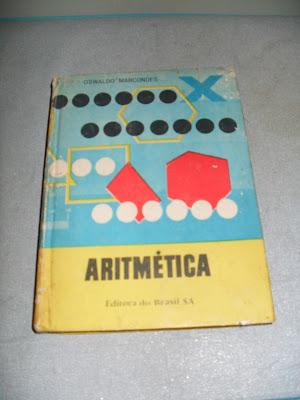 OSWALDO MARCONDES
X
ARITMÉTICA
Editora do Brasil SA